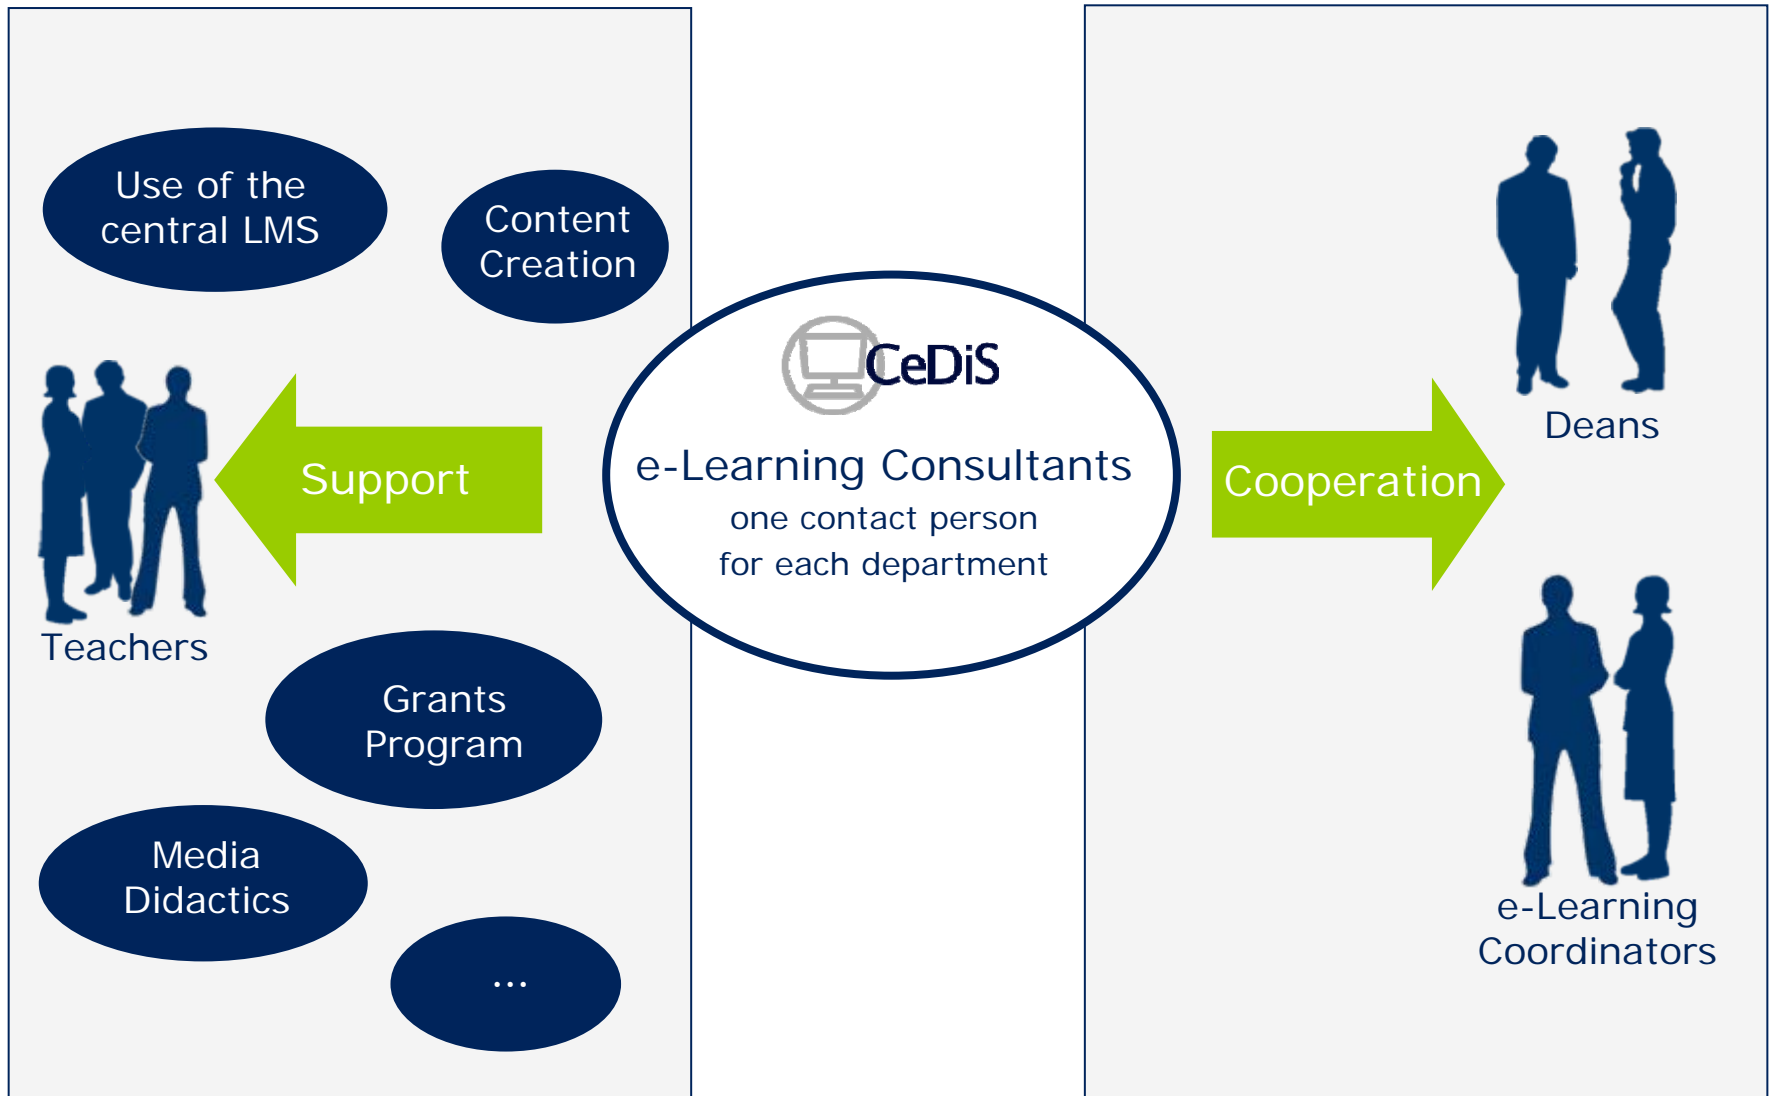 Use of the
central LMS
Content
Creation
Support
Teachers
Grants
Program
Media
Didactics
...
CeDiS
e-Learning Consultants
one contact person
for each department
Cooperation
Deans
e-Learning
Coordinators